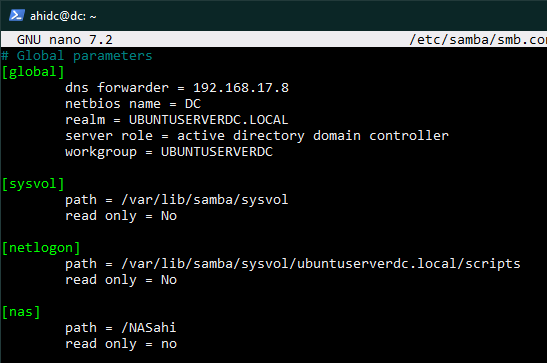 ahidc@dc: ~
GNU nano 7.2 /etc/samba/smb.co
# Global parameters
[global]
dns forwarder = 192.168.17.8
netbios name = DC
realm = UBUNTUSERVERDC.LOCAL
server role = active directory domain controller
workgroup = UBUNTUSERVERDC
[sysvol]
path = /var/lib/samba/sysvol
read only = No
[netlogon]
path = /var/lib/samba/sysvol/ubuntuserverdc.local/scripts
read only = No
[nas]
path = /NASahi
read only = no